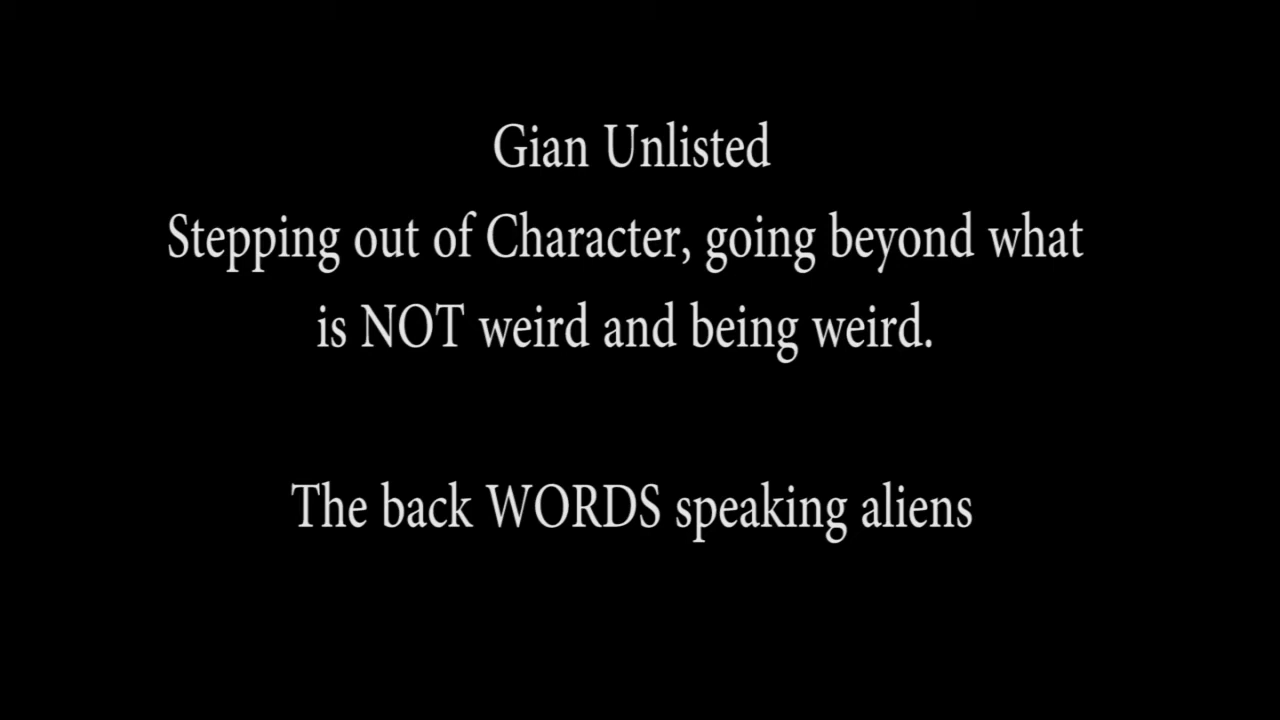 Gian Unlisted
Stepping out of Character, going beyond what
is NOT weird and being weird.
The back WORDS speaking aliens